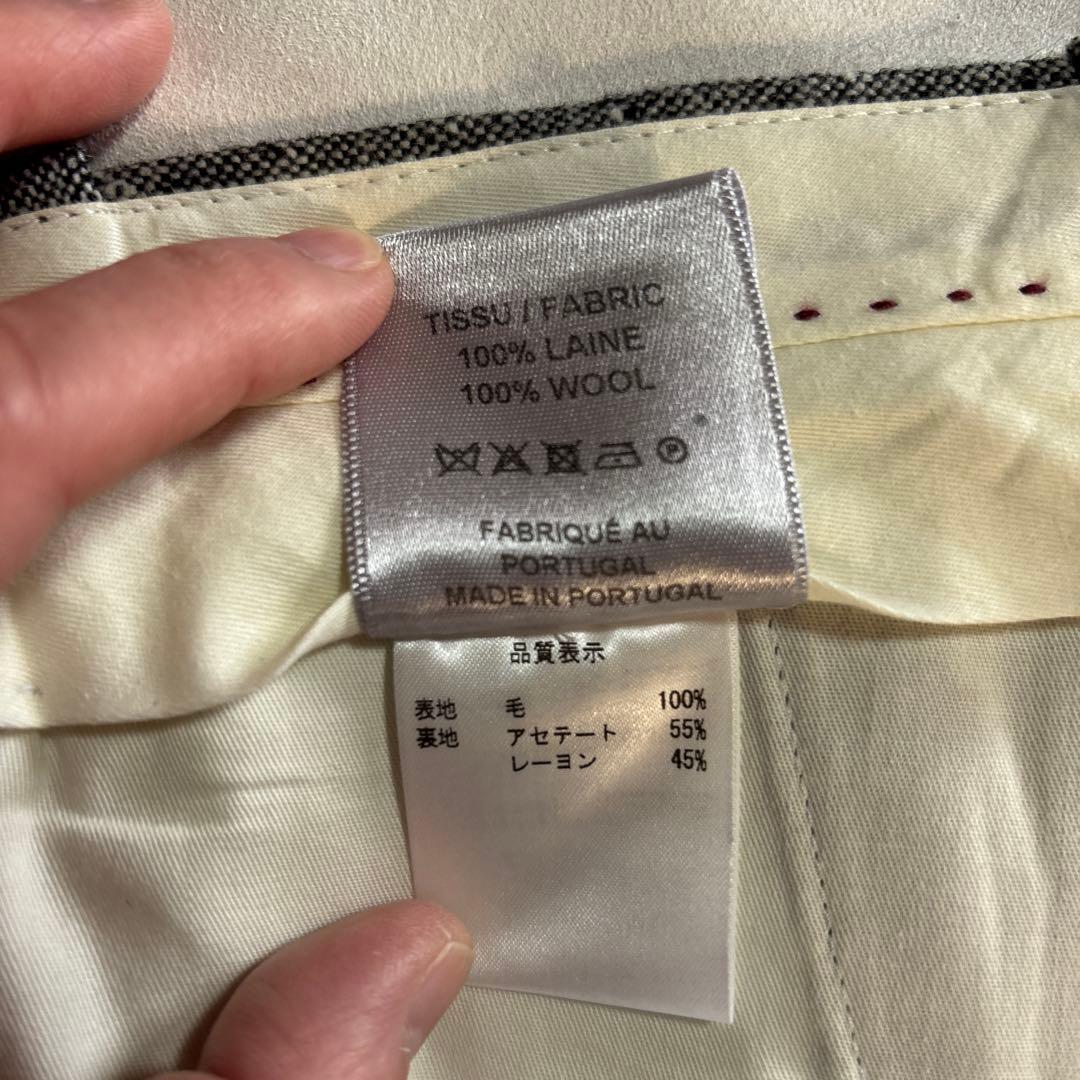 TISSU / FABRIC
100% LAINE
100% WOOL
P
FABRIQUÉ AU
PORTUGAL
MADE IN PORTUGAL
品質表示
表地 毛 100%
裏地 アセテート 55%
レーヨン 45%